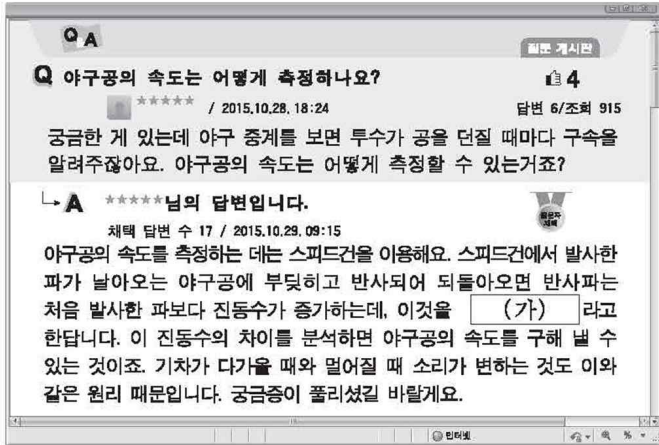 Q A
질문 게시판
Q 야구공의 속도는 어떻게 측정하나요? 4
***** / 2015.10.28. 18:24 답변 6/조회 915
궁금한 게 있는데 야구 중계를 보면 투수가 공을 던질 때마다 구속을
알려주잖아요. 야구공의 속도는 어떻게 측정할 수 있는거죠?
A *****님의 답변입니다.
질문자
채택
채택 답변 수 17 / 2015.10.29. 09:15
야구공의 속도를 측정하는 데는 스피드건을 이용해요. 스피드건에서 발사한
파가 날아오는 야구공에 부딪히고 반사되어 되돌아오면 반사파는
처음 발사한 파보다 진동수가 증가하는데, 이것을 (가) 라고
한답니다. 이 진동수의 차이를 분석하면 야구공의 속도를 구해 낼 수
있는 것이죠. 기차가 다가올 때와 멀어질 때 소리가 변하는 것도 이와
같은 원리 때문입니다. 궁금증이 풀리셨길 바랄게요.
인터넷 %